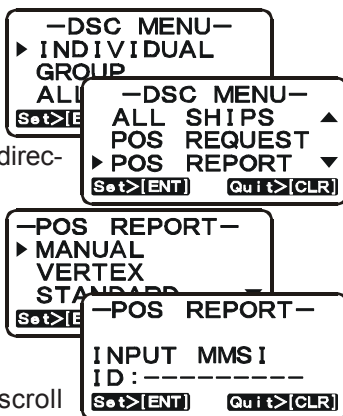 –DSC MENU–
▶ INDIVIDUAL
GROUP
ALL
Set>[E
–DSC MENU–
ALL SHIPS ▲
POS REQUEST
▶ POS REPORT ▼
Set>[ENT] Quit>[CLR]
direc-
–POS REPORT–
▶ MANUAL
VERTEX
STANDARD
Set>[E
–POS REPORT–
INPUT MMSI
ID:---------
Set>[ENT] Quit>[CLR]
scroll